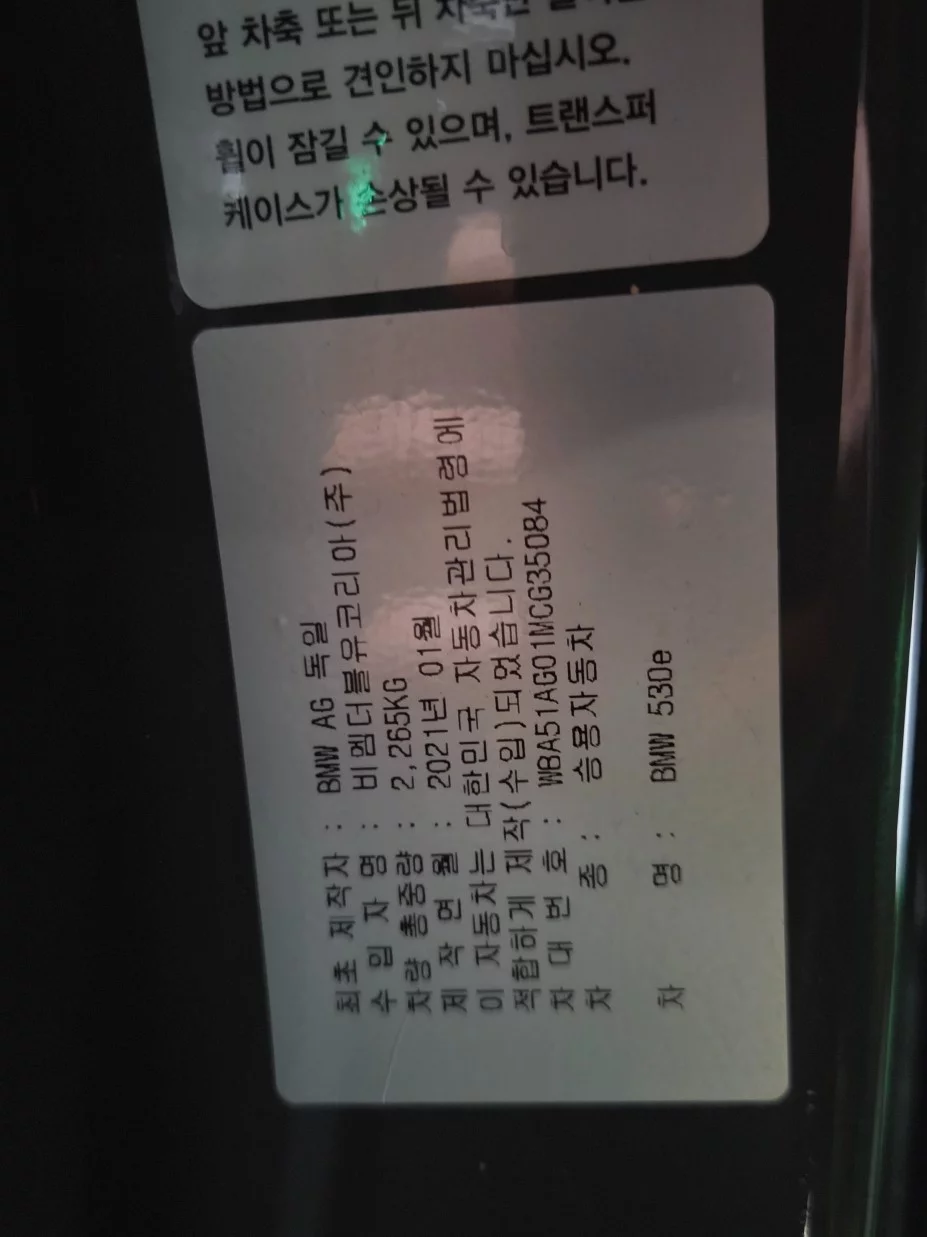 앞 차축 또는 뒤
방법으로 견인하지 마십시오.
휠이 잠길 수 있으며, 트랜스퍼
케이스가 손상될 수 있습니다.
최초 제작자 : BMW AG 독일
수 입 자 명 : 비엠더블유코리아(주)
차량 총중량 : 2,265KG
제 작 연 월 : 2021년 01월
이 자동차는 대한민국 자동차관리법령에
적합하게 제작(수입)되었습니다.
차 대 번 호 : WBA51AG01MCG35084
차 종 : 승용자동차
차 명 : BMW 530e